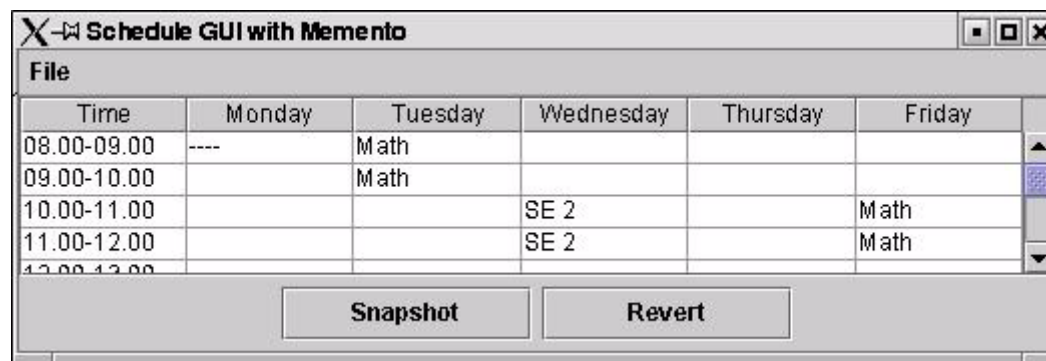 Schedule GUI with Memento
File
Time Monday Tuesday Wednesday Thursday Friday
08.00-09.00 ---- Math
09.00-10.00 Math
10.00-11.00 SE 2 Math
11.00-12.00 SE 2 Math
Snapshot Revert